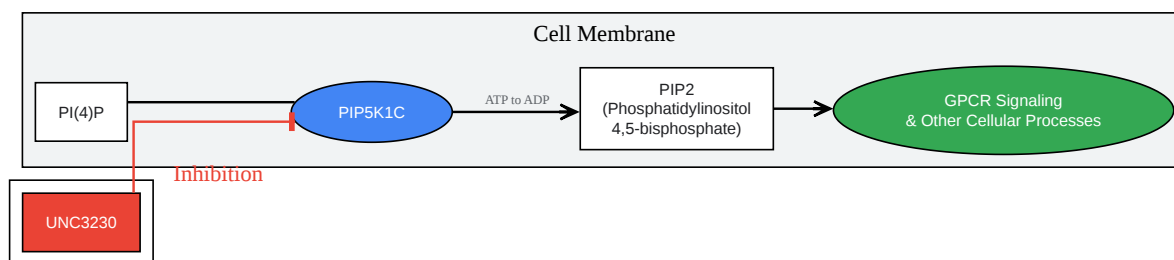 Cell Membrane
PI(4)P
PIP5K1C
ATP to ADP
PIP2
(Phosphatidylinositol
4,5-bisphosphate)
GPCR Signaling
& Other Cellular Processes
Inhibition
UNC3230